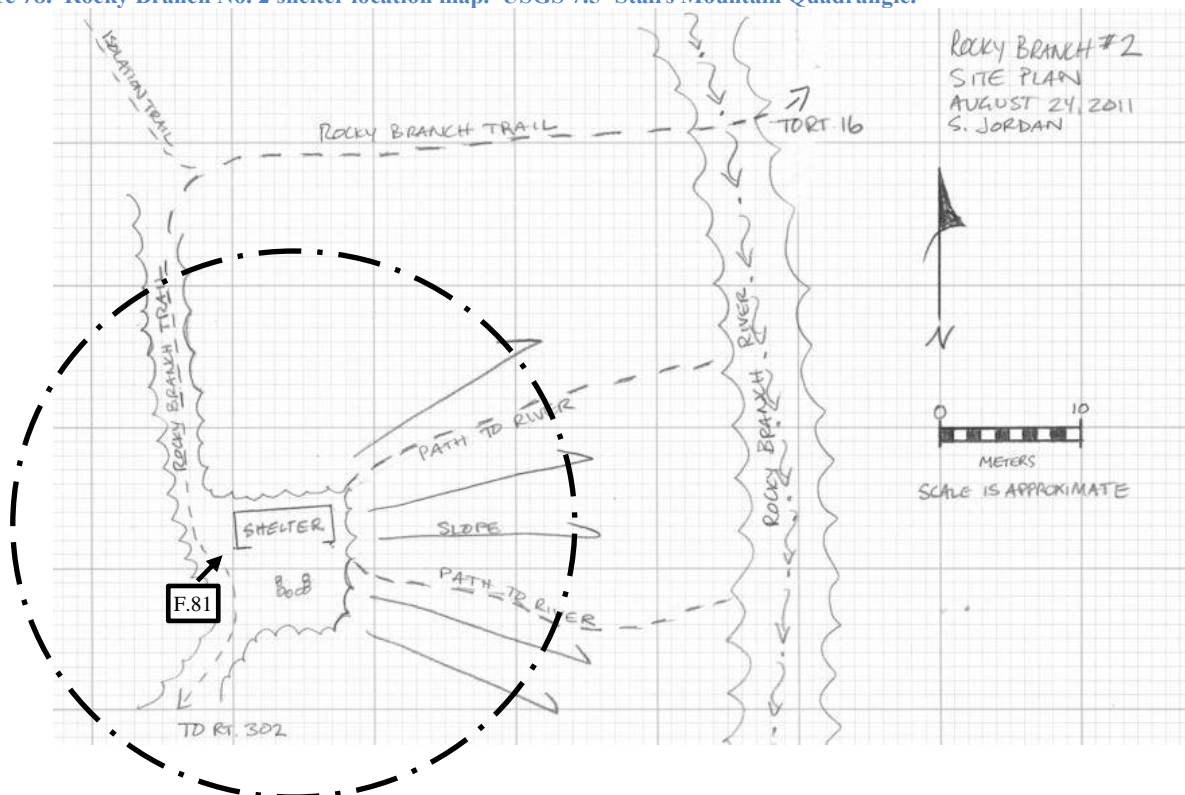 Rocky Branch No. 2 shelter location map. USGS 7.5' Stairs Mountain Quadrangle.
ROCKY BRANCH #2
SITE PLAN
AUGUST 24, 2011
S. JORDAN
ISOLATION TRAIL
ROCKY BRANCH TRAIL
TO RT. 16
N
ROCKY BRANCH TRAIL
ROCKY BRANCH RIVER
0 10
METERS
SCALE IS APPROXIMATE
PATH TO RIVER
SHELTER
SLOPE
PATH TO RIVER
F.81
TO RT. 302